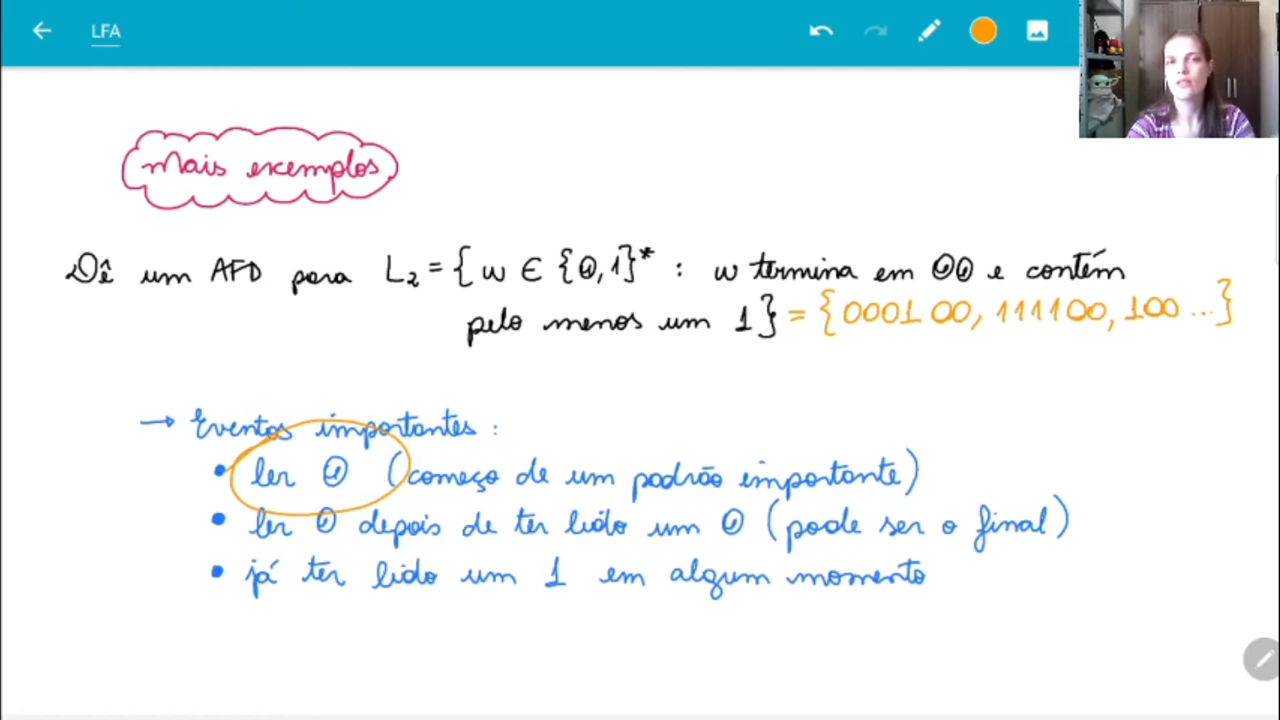 LFA
Mais exemplos
Dê um AFD para L₂ = { w ∈ {0,1}* : w termina em 00 e contém
pelo menos um 1} = {000100, 111100, 100 ...}
→ Eventos importantes :
• ler 0 (começo de um padrão importante)
• ler 0 depois de ter lido um 0 (pode ser o final)
• já ter lido um 1 em algum momento